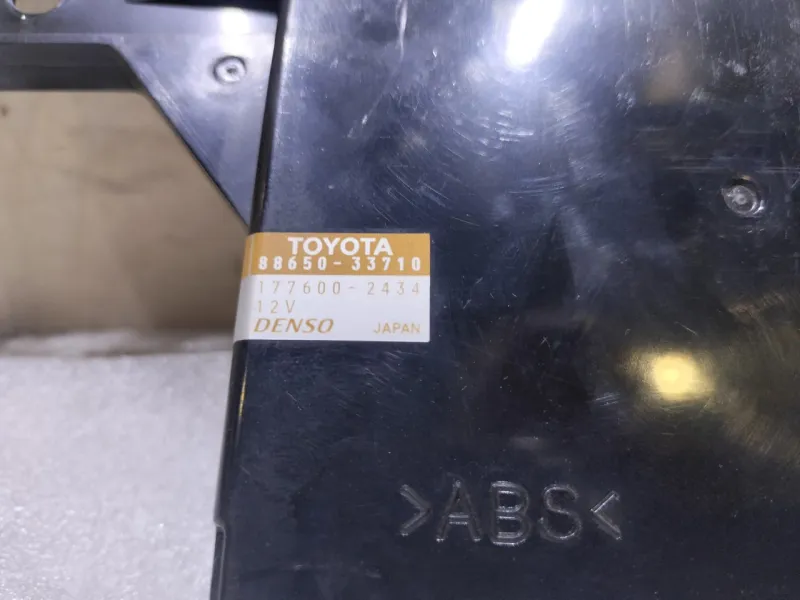 TOYOTA
88650-33710
177600-2434
12V
DENSO JAPAN
>ABS<